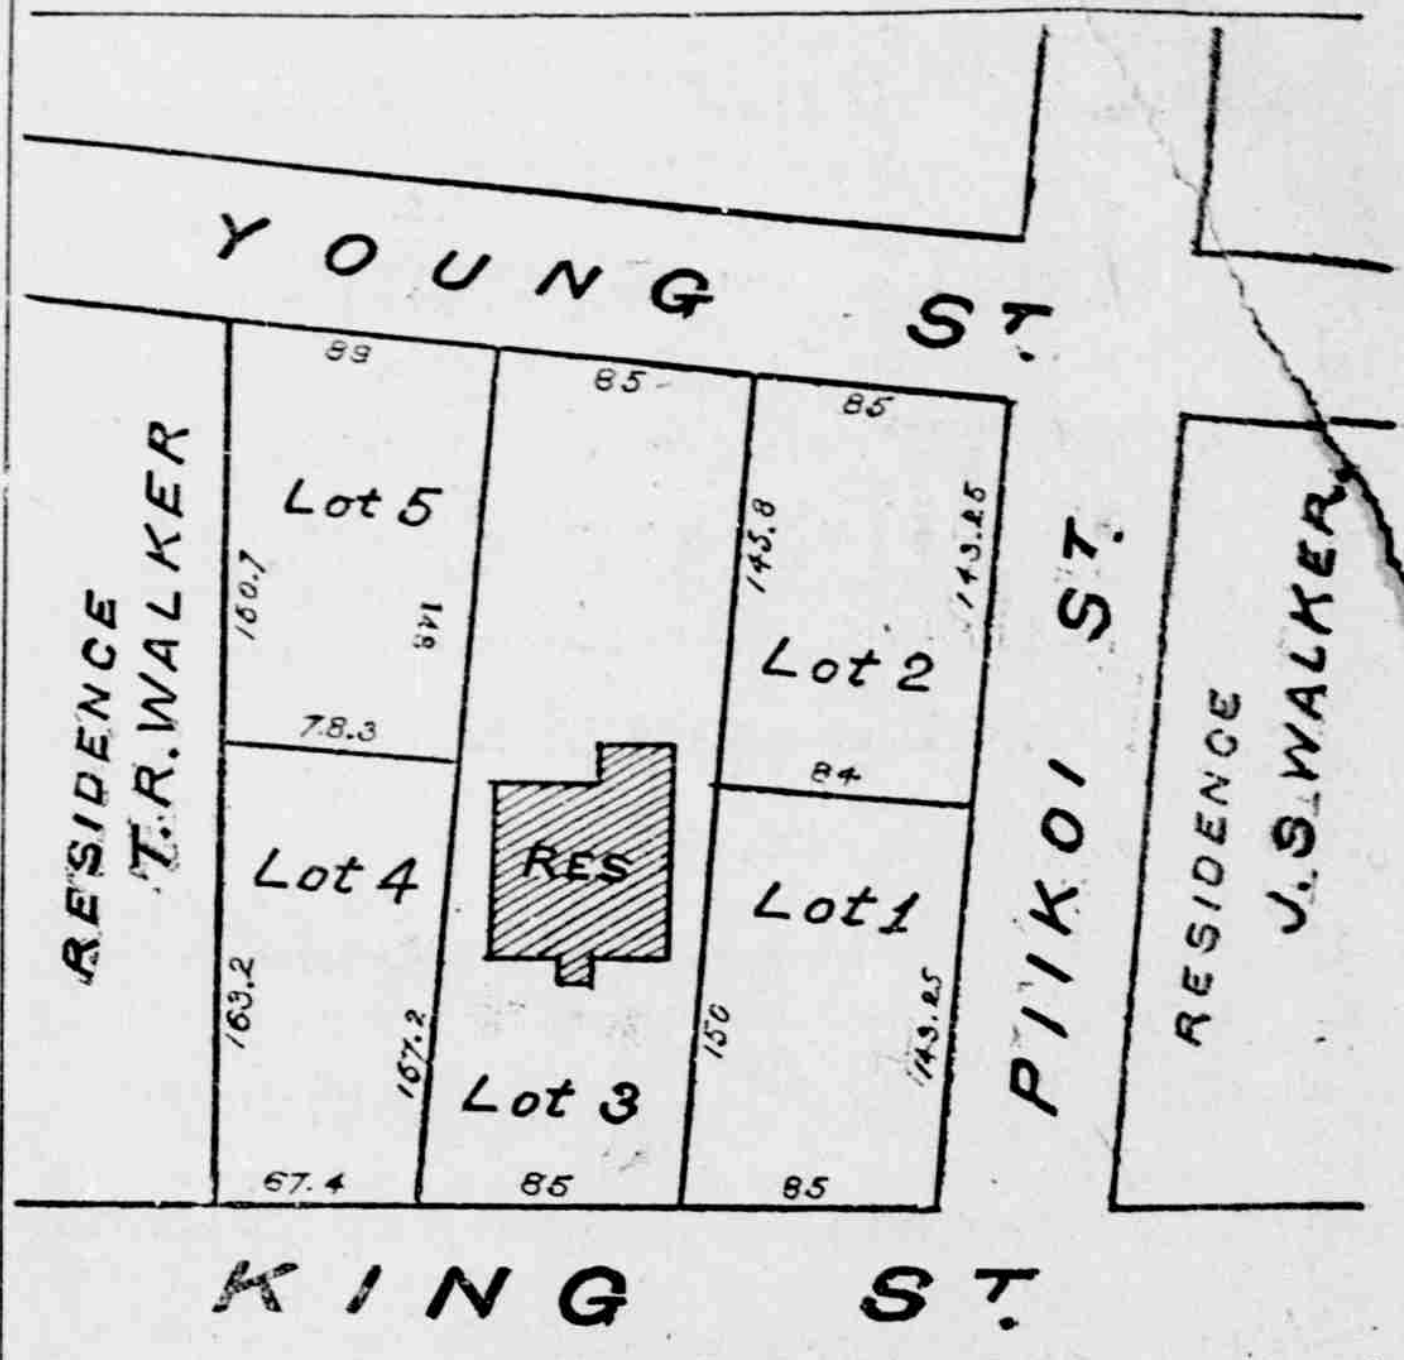 YOUNG ST.
89
85
85
Lot 5
160.7
148
78.3
145.8
143.25
Lot 2
84
RESIDENCE
T.R. WALKER
Lot 4
163.2
167.2
67.4
RES
Lot 3
85
Lot 1
150
143.25
85
PIIKOI ST.
RESIDENCE
J.S. WALKER,
KING ST.